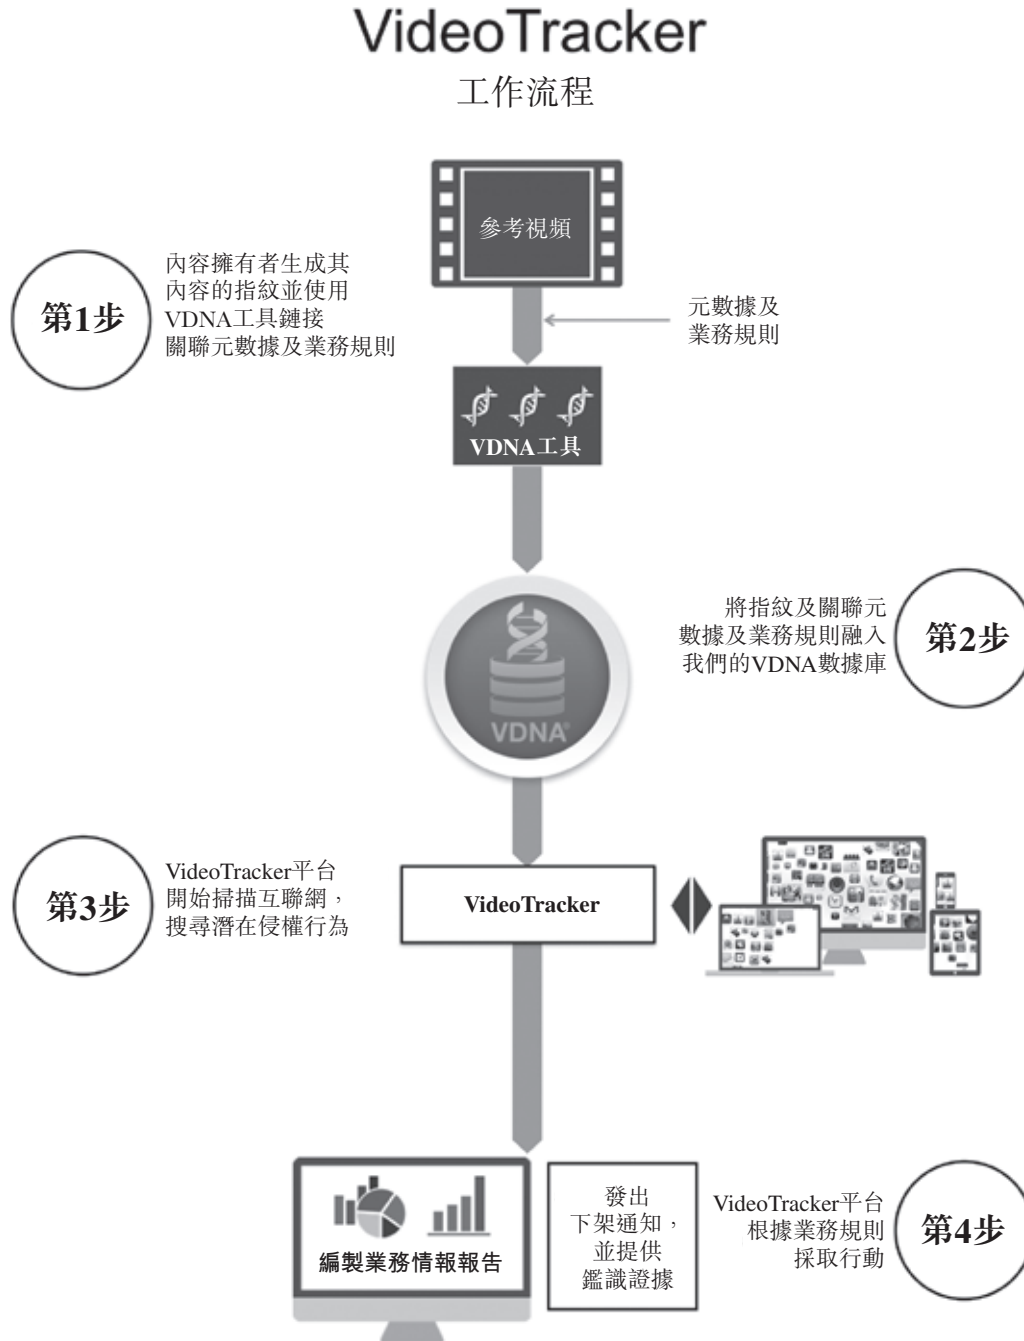 VideoTracker
工作流程
參考視頻
第1步
內容擁有者生成其
內容的指紋並使用
VDNA工具鏈接
關聯元數據及業務規則
元數據及
業務規則
VDNA工具
將指紋及關聯元
數據及業務規則融入
我們的VDNA數據庫
第2步
VDNA®
第3步
VideoTracker平台
開始掃描互聯網,
搜尋潛在侵權行為
VideoTracker
編製業務情報報告
發出
下架通知,
並提供
鑑識證據
VideoTracker平台
根據業務規則
採取行動
第4步